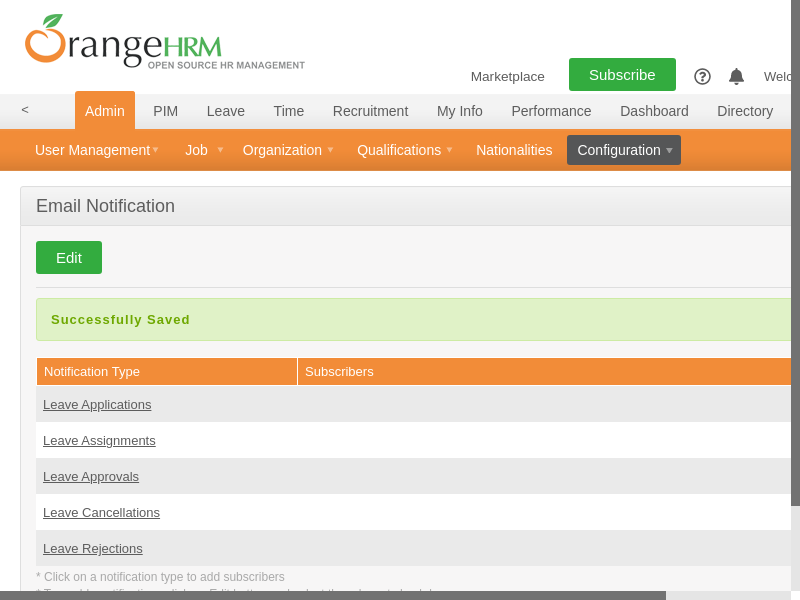 OrangeHRM
OPEN SOURCE HR MANAGEMENT
Marketplace Subscribe
< Admin PIM Leave Time Recruitment My Info Performance Dashboard Directory
User Management Job Organization Qualifications Nationalities Configuration
Email Notification
Edit
Successfully Saved
Notification Type Subscribers
Leave Applications
Leave Assignments
Leave Approvals
Leave Cancellations
Leave Rejections
* Click on a notification type to add subscribers